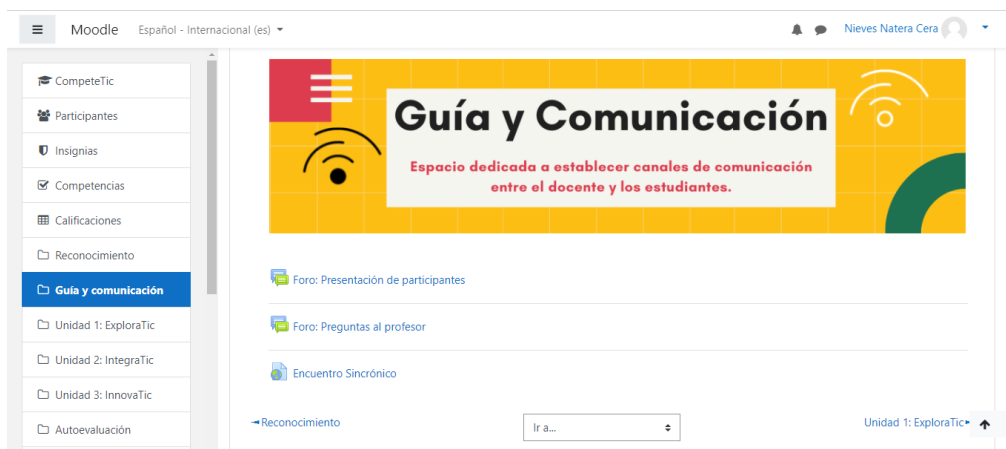 Moodle Español - Internacional (es)
Nieves Natera Cera
CompeteTic
Participantes
Insignias
Competencias
Calificaciones
Reconocimiento
Guía y comunicación
Unidad 1: ExploraTic
Unidad 2: IntegraTic
Unidad 3: InnovaTic
Autoevaluación
Guía y Comunicación
Espacio dedicada a establecer canales de comunicación
entre el docente y los estudiantes.
Foro: Presentación de participantes
Foro: Preguntas al profesor
Encuentro Sincrónico
Reconocimiento
Ir a...
Unidad 1: ExploraTic